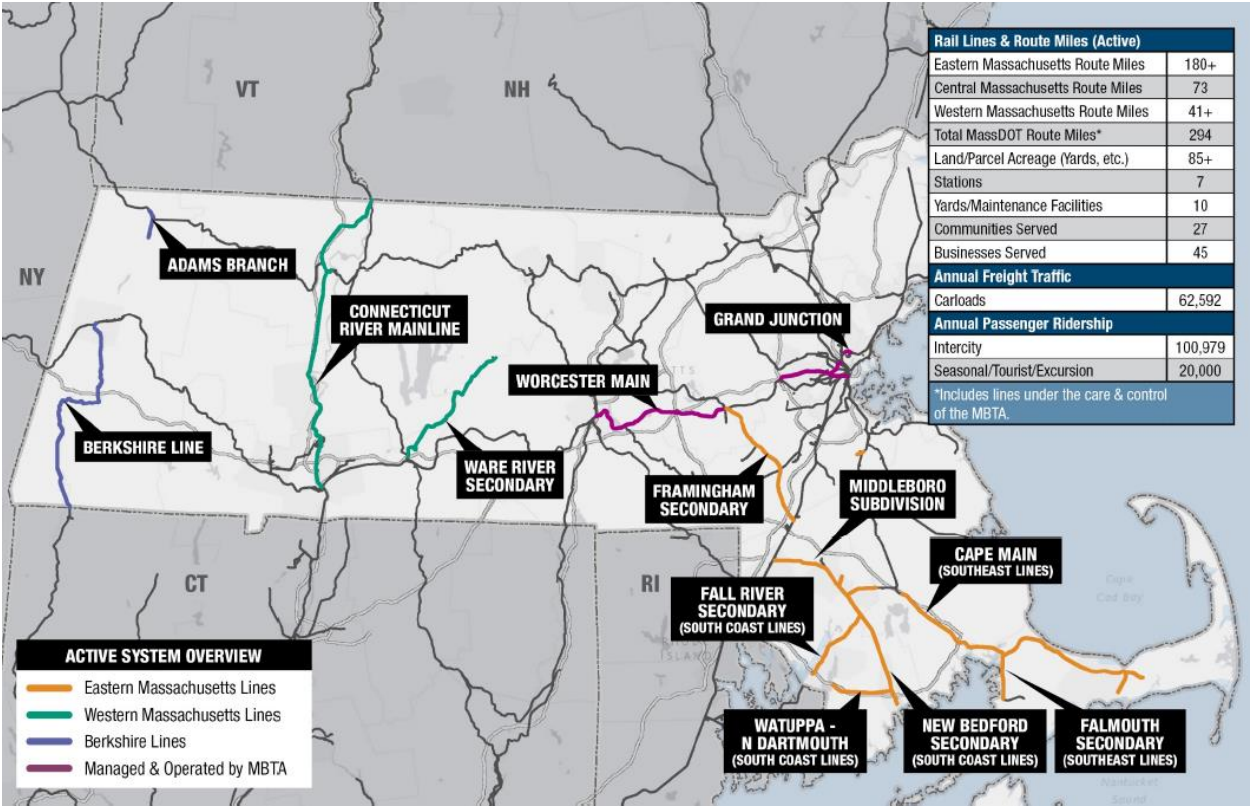 VT
NH
NY
CT
RI
ADAMS BRANCH
CONNECTICUT
RIVER MAINLINE
GRAND JUNCTION
WORCESTER MAIN
BERKSHIRE LINE
WARE RIVER
SECONDARY
FRAMINGHAM
SECONDARY
MIDDLEBORO
SUBDIVISION
CAPE MAIN
(SOUTHEAST LINES)
FALL RIVER
SECONDARY
(SOUTH COAST LINES)
WATUPPA -
N DARTMOUTH
(SOUTH COAST LINES)
NEW BEDFORD
SECONDARY
(SOUTH COAST LINES)
FALMOUTH
SECONDARY
(SOUTHEAST LINES)
Cape
Cod Bay
Nantucket
Sound
Rail Lines & Route Miles (Active)
Eastern Massachusetts Route Miles 180+
Central Massachusetts Route Miles 73
Western Massachusetts Route Miles 41+
Total MassDOT Route Miles* 294
Land/Parcel Acreage (Yards, etc.) 85+
Stations 7
Yards/Maintenance Facilities 10
Communities Served 27
Businesses Served 45
Annual Freight Traffic
Carloads 62,592
Annual Passenger Ridership
Intercity 100,979
Seasonal/Tourist/Excursion 20,000
*Includes lines under the care & control
of the MBTA.
ACTIVE SYSTEM OVERVIEW
Eastern Massachusetts Lines
Western Massachusetts Lines
Berkshire Lines
Managed & Operated by MBTA